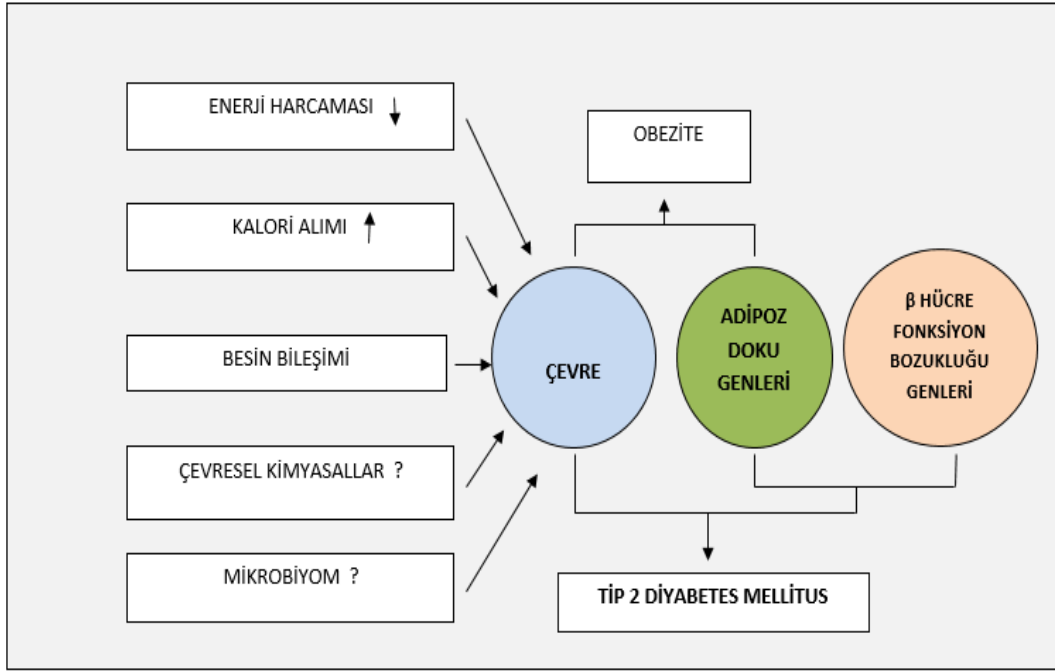 ENERJİ HARCAMASI
OBEZİTE
KALORİ ALIMI
BESİN BİLEŞİMİ
ÇEVRESEL KİMYASALLAR ?
MİKROBİYOM ?
ÇEVRE
ADİPOZ
DOKU
GENLERİ
β HÜCRE
FONKSİYON
BOZUKLUĞU
GENLERİ
TİP 2 DİYABETES MELLITUS